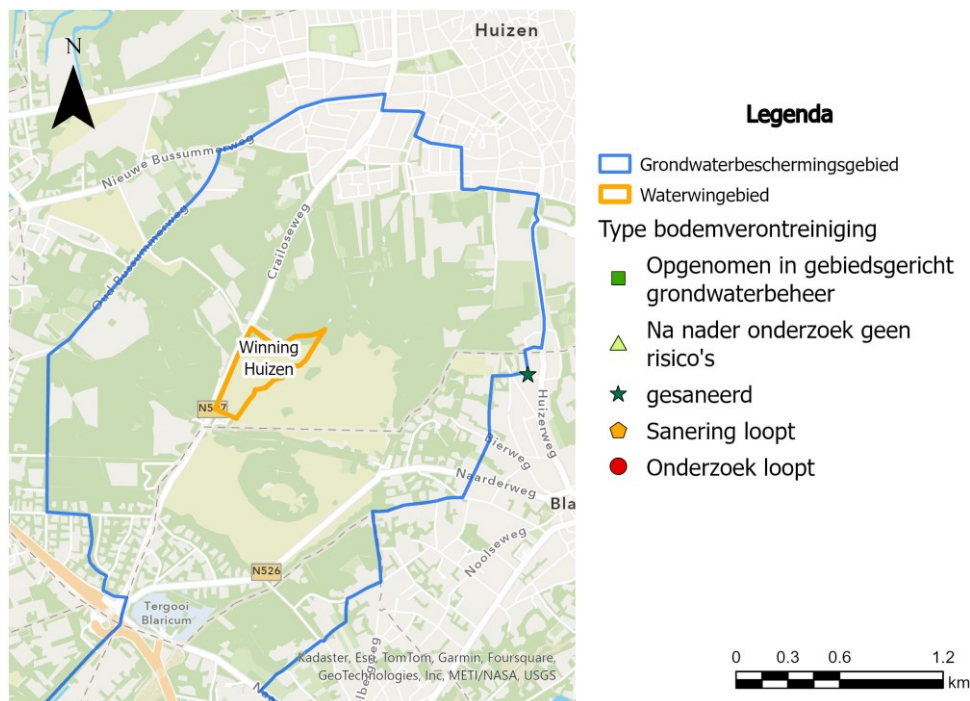 Huizen
N
Nieuwe Bussummerweg
Oud Bussummerweg
Crailoseweg
Winning
Huizen
N527
Huizerweg
Bierweg
Naarderweg
Bla
Noolseweg
N526
Tergooi
Blaricum
Kadaster, Esri, TomTom, Garmin, Foursquare,
GeoTechnologies, Inc, METI/NASA, USGS
Legenda
Grondwaterbeschermingsgebied
Waterwingebied
Type bodemverontreiniging
Opgenomen in gebiedsgericht
grondwaterbeheer
Na nader onderzoek geen
risico's
gesaneerd
Sanering loopt
Onderzoek loopt
0 0.3 0.6 1.2
km